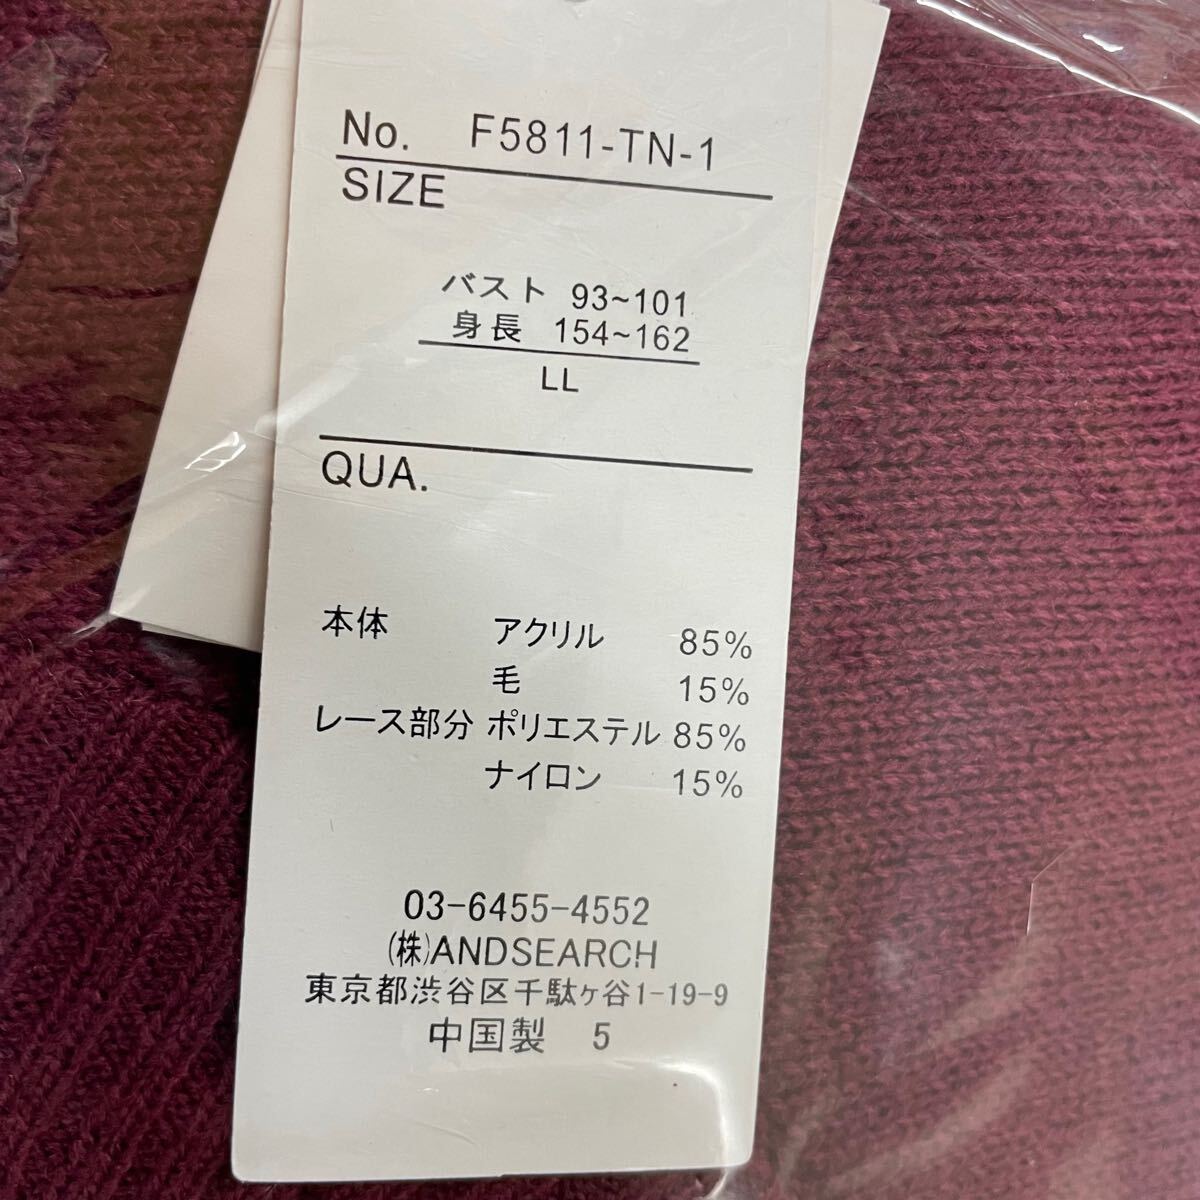 No. F5811-TN-1
SIZE
バスト 93~101
身長 154~162
LL
QUA.
本体 アクリル 85%
毛 15%
レース部分 ポリエステル 85%
ナイロン 15%
03-6455-4552
(株)ANDSEARCH
東京都渋谷区千駄ヶ谷1-19-9
中国製 5